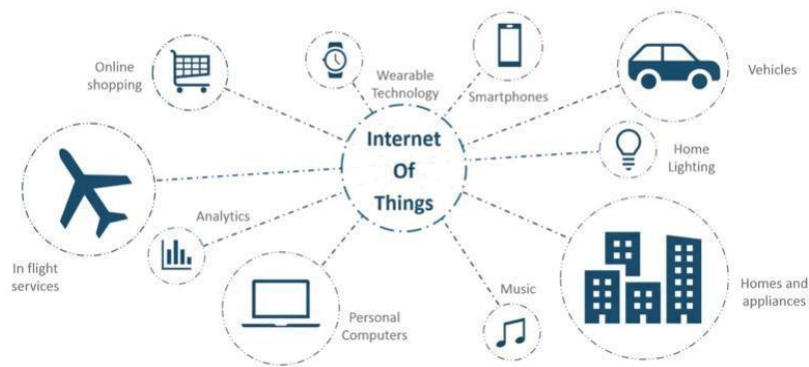 Online
shopping
Wearable
Technology
Smartphones
Vehicles
Internet
Of
Things
Home
Lighting
In flight
services
Analytics
Personal
Computers
Music
Homes and
appliances